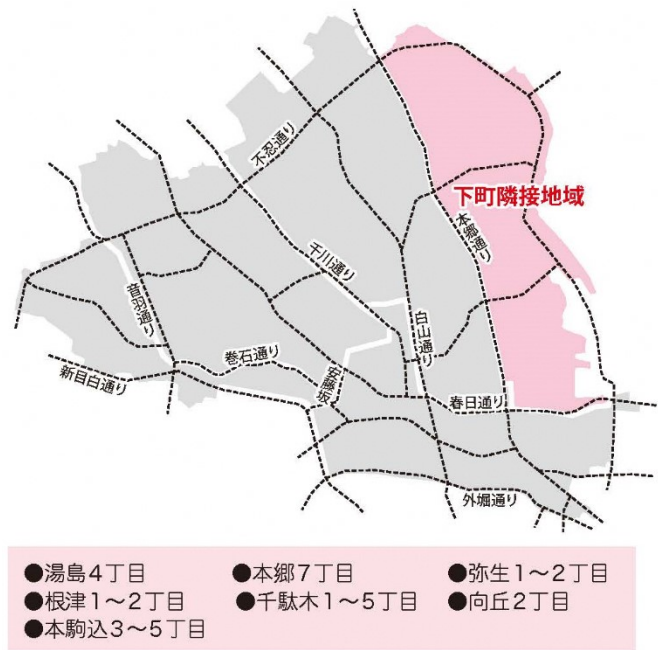 不忍通り
下町隣接地域
本郷通り
千川通り
音羽通り
白山通り
巻石通り
安藤坂
新目白通り
春日通り
外堀通り
●湯島4丁目 ●本郷7丁目 ●弥生1〜2丁目
●根津1〜2丁目 ●千駄木1〜5丁目 ●向丘2丁目
●本駒込3〜5丁目